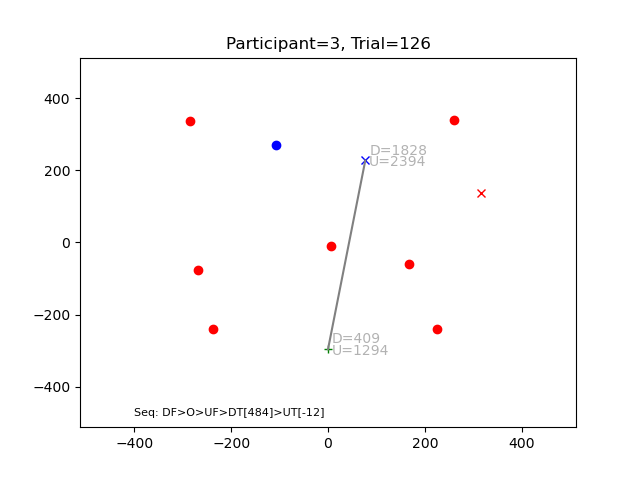 Participant=3, Trial=126
400
200
0
−200
−400
D=1828
U=2394
D=409
U=1294
Seq: DF>O>UF>DT[484]>UT[-12]
−400
−200
0
200
400